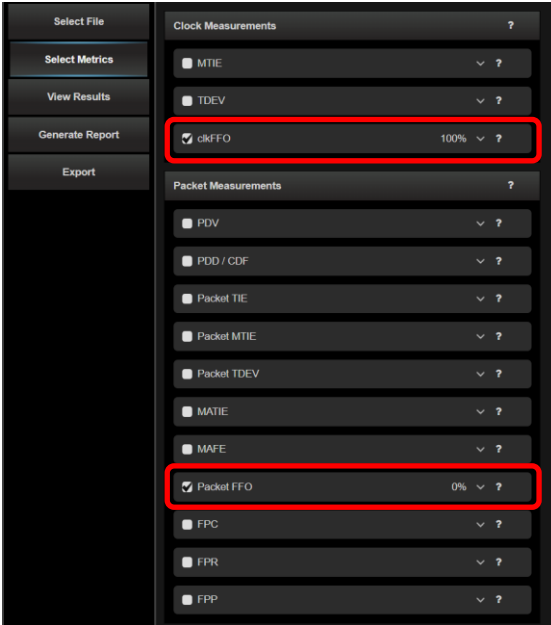 Select File
Select Metrics
View Results
Generate Report
Export
Clock Measurements ?
MTIE ?
TDEV ?
clkFFO 100% ?
Packet Measurements ?
PDV ?
PDD / CDF ?
Packet TIE ?
Packet MTIE ?
Packet TDEV ?
MATIE ?
MAFE ?
Packet FFO 0% ?
FPC ?
FPR ?
FPP ?